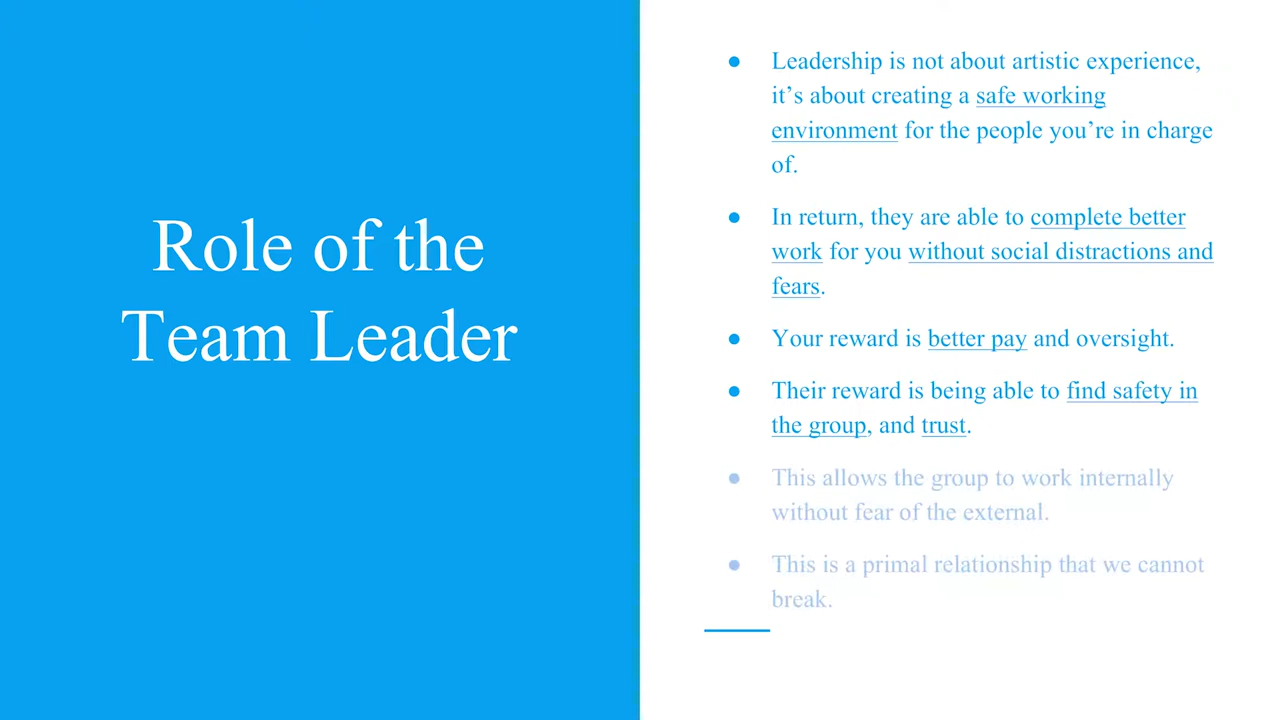 Role of the
Team Leader
● Leadership is not about artistic experience,
it’s about creating a safe working
environment for the people you’re in charge
of.
● In return, they are able to complete better
work for you without social distractions and
fears.
● Your reward is better pay and oversight.
● Their reward is being able to find safety in
the group, and trust.
● This allows the group to work internally
without fear of the external.
● This is a primal relationship that we cannot
break.